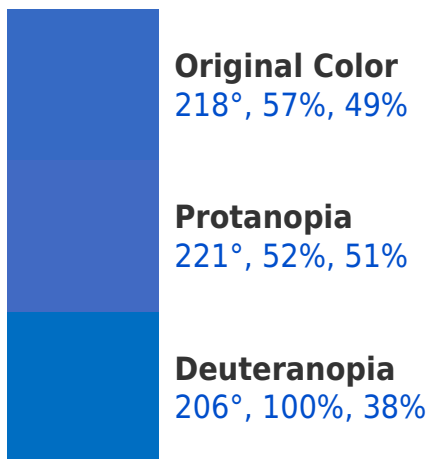 Original Color
218°, 57%, 49%
Protanopia
221°, 52%, 51%
Deuteranopia
206°, 100%, 38%